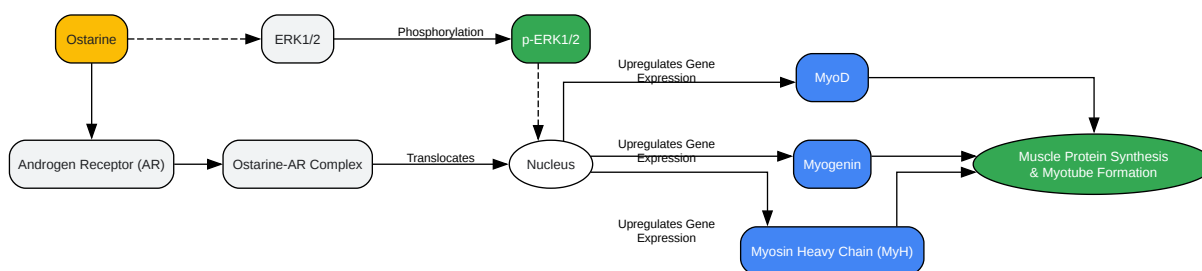 Ostarine
ERK1/2
Phosphorylation
p-ERK1/2
Upregulates Gene
Expression
MyoD
Androgen Receptor (AR)
Ostarine-AR Complex
Translocates
Nucleus
Upregulates Gene
Expression
Myogenin
Muscle Protein Synthesis
& Myotube Formation
Upregulates Gene
Expression
Myosin Heavy Chain (MyH)